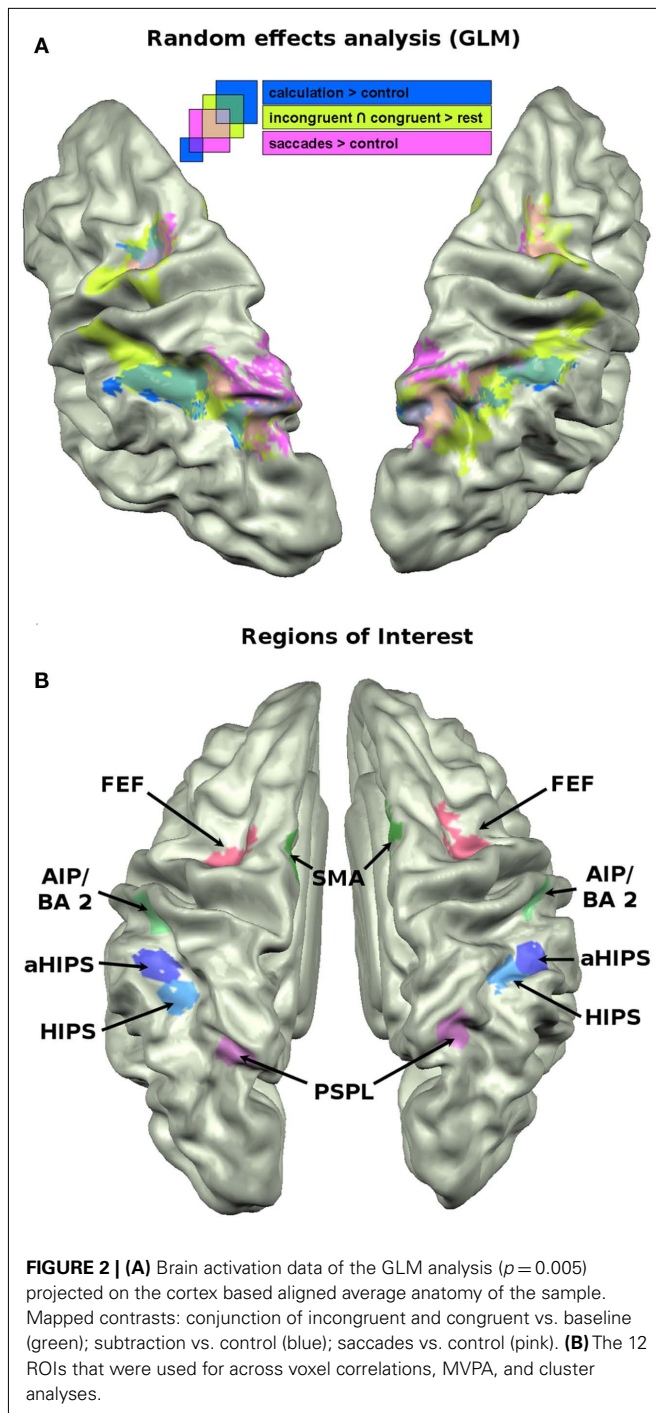 A
Random effects analysis (GLM)
calculation > control
incongruent ∩ congruent > rest
saccades > control
Regions of Interest
B
FEF
FEF
SMA
AIP/
BA 2
AIP/
BA 2
aHIPS
aHIPS
HIPS
HIPS
PSPL
FIGURE 2 | (A) Brain activation data of the GLM analysis (p = 0.005)
projected on the cortex based aligned average anatomy of the sample.
Mapped contrasts: conjunction of incongruent and congruent vs. baseline
(green); subtraction vs. control (blue); saccades vs. control (pink). (B) The 12
ROIs that were used for across voxel correlations, MVPA, and cluster
analyses.